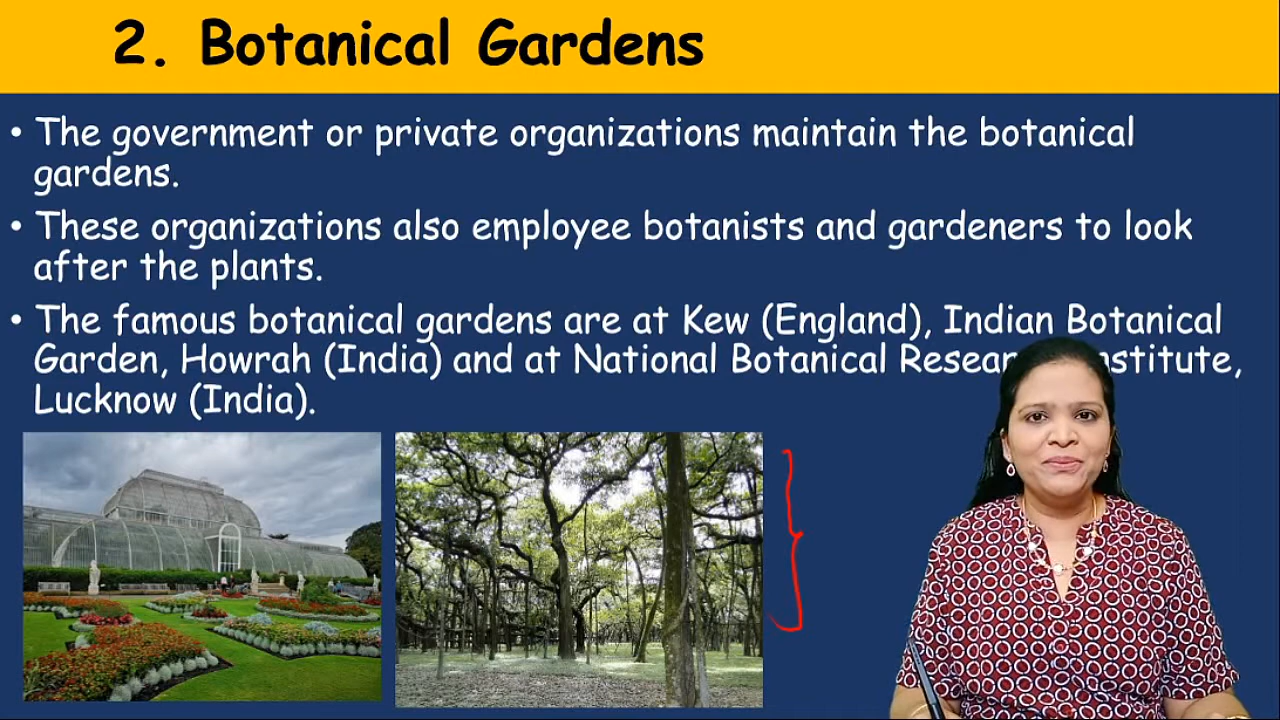 2. Botanical Gardens
• The government or private organizations maintain the botanical
gardens.
• These organizations also employee botanists and gardeners to look
after the plants.
• The famous botanical gardens are at Kew (England), Indian Botanical
Garden, Howrah (India) and at National Botanical
Lucknow (India).